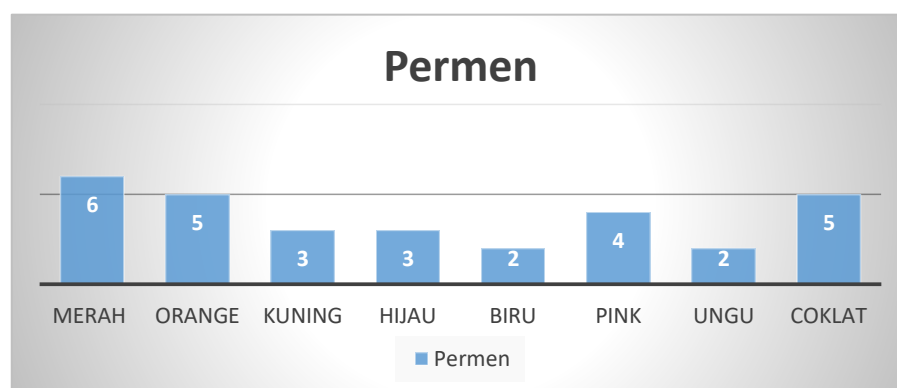 Permen
6 5 3 3 2 4 2 5
MERAH ORANGE KUNING HIJAU BIRU PINK UNGU COKLAT
Permen